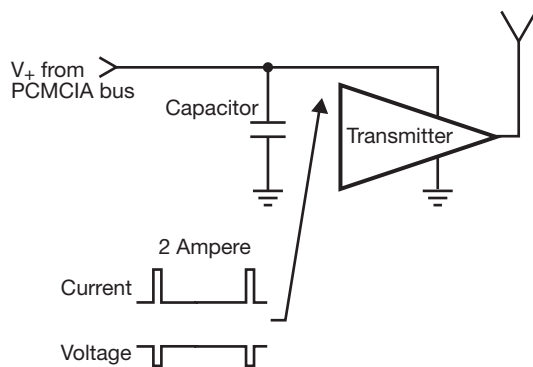 V+ from
PCMCIA bus
Capacitor
Transmitter
2 Ampere
Current
Voltage